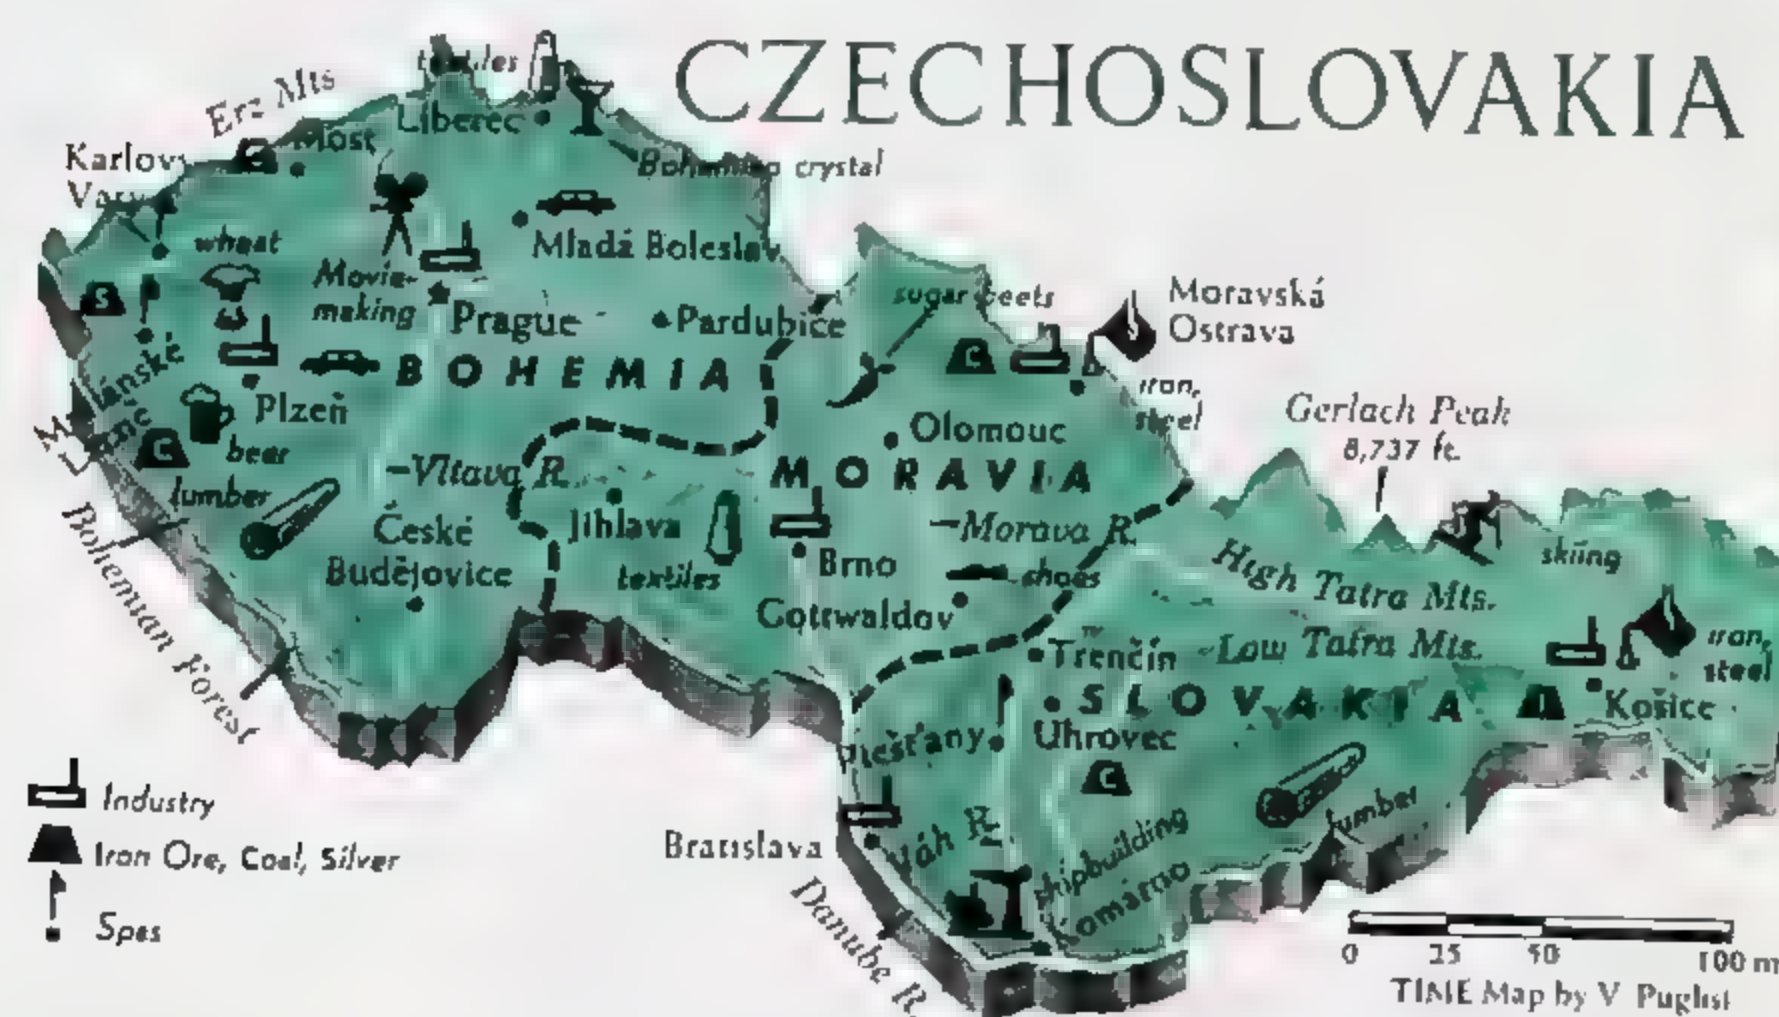 CZECHOSLOVAKIA
textiles
Erz Mts
Liberec
Most
Karlovy
Vary
Bohemian crystal
wheat
Mladá Boleslav
Movie-
making
Prague
Pardubice
sugar beets
Moravská
Ostrava
BOHEMIA
iron,
steel
Mariánské
Lázně
Plzeň
beer
Olomouc
Gerlach Peak
8,737 ft.
Vltava R.
MORAVIA
lumber
České
Budějovice
Jihlava
textiles
Brno
Morava R.
shoes
Gottwaldov
High Tatra Mts.
skiing
Bohemian Forest
Trenčín
Low Tatra Mts.
iron,
steel
SLOVAKIA
Košice
Piešťany
Uhrovec
S
C
C
C
C
Industry
Iron Ore, Coal, Silver
Spas
Bratislava
Váh R.
shipbuilding
Komárno
lumber
Danube R.
0 25 50 100 m
TIME Map by V. Puglisi